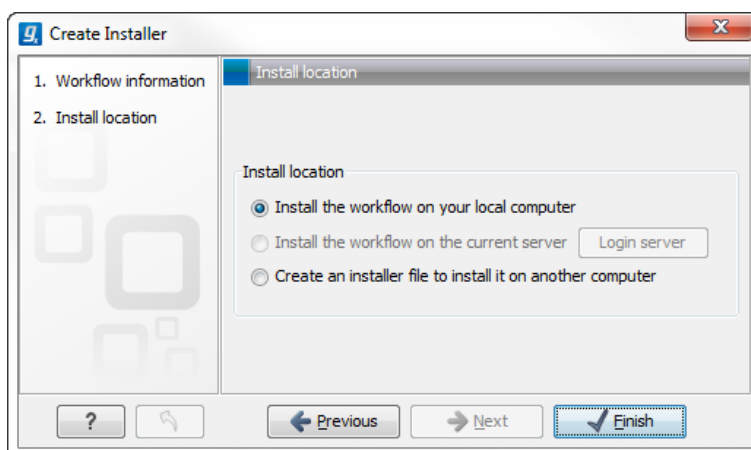 Create Installer
1. Workflow information
2. Install location
Install location
Install location
Install the workflow on your local computer
Install the workflow on the current server
Login server
Create an installer file to install it on another computer
?
Previous
Next
Finish